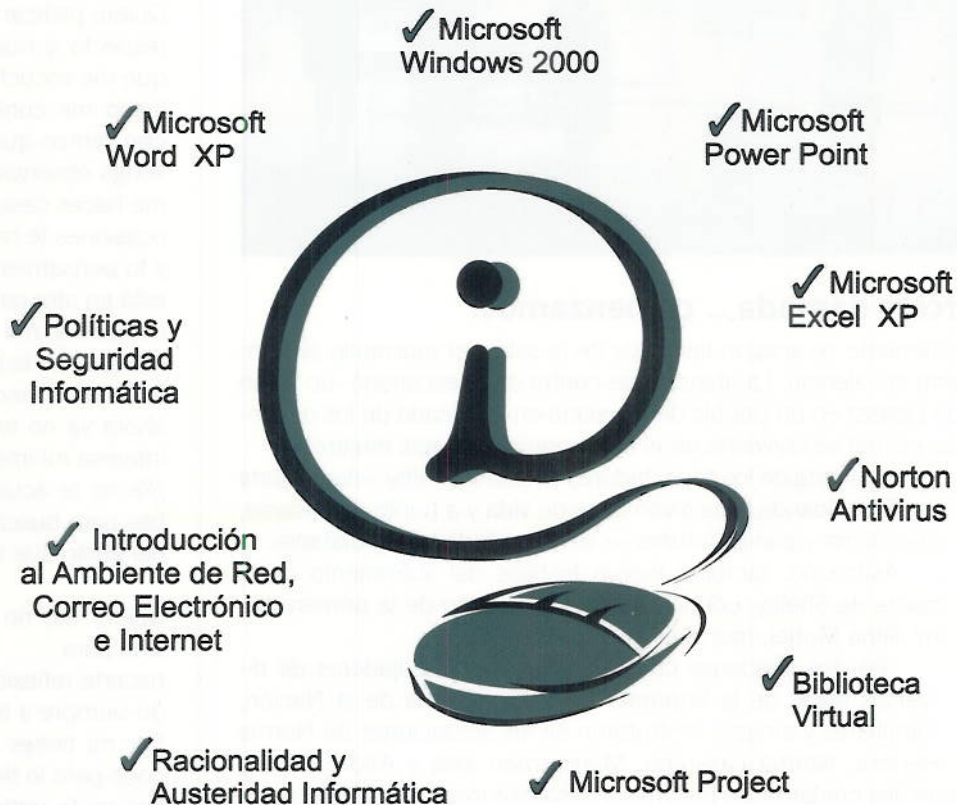 ✓ Microsoft
Windows 2000
✓ Microsoft
Word XP
✓ Microsoft
Power Point
✓ Microsoft
Excel XP
✓ Políticas y
Seguridad
Informática
✓ Norton
Antivirus
✓ Introducción
al Ambiente de Red,
Correo Electrónico
e Internet
✓ Biblioteca
Virtual
✓ Racionalidad y
Austeridad Informática
✓ Microsoft Project